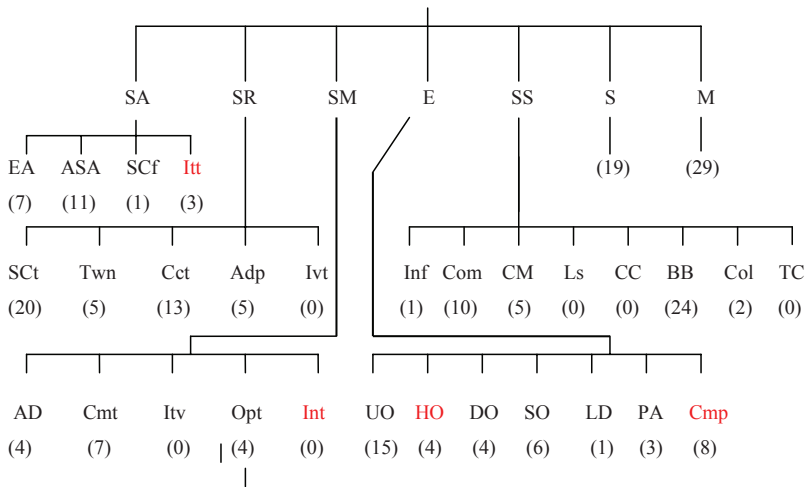 SA SR SM E SS S M
EA ASA SCf Itt (19) (29)
(7) (11) (1) (3)
SCt Twn Cct Adp Ivt Inf Com CM Ls CC BB Col TC
(20) (5) (13) (5) (0) (1) (10) (5) (0) (0) (24) (2) (0)
AD Cmt Itv Opt Int UO HO DO SO LD PA Cmp
(4) (7) (0) (4) (0) (15) (4) (4) (6) (1) (3) (8)